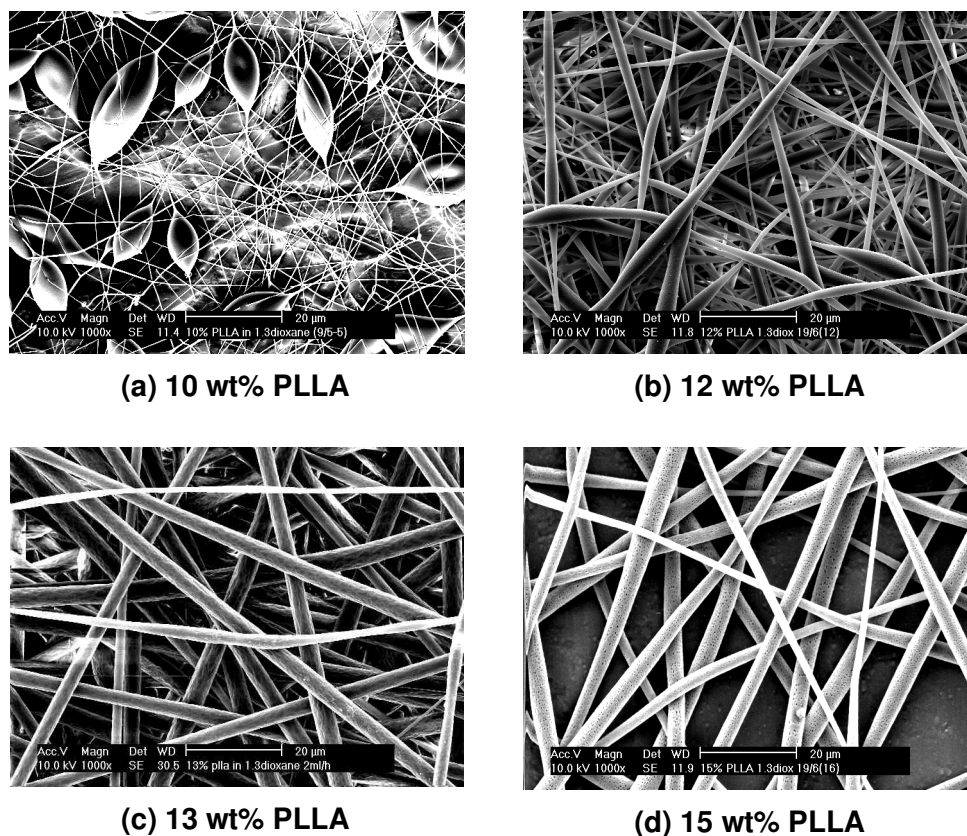 Acc.V Magn Det WD 20 µm
10.0 kV 1000x SE 11.4 10% PLLA in 1.3dioxane (9/5-5)
(a) 10 wt% PLLA
Acc.V Magn Det WD 20 µm
10.0 kV 1000x SE 11.8 12% PLLA 1.3diox 19/6(12)
(b) 12 wt% PLLA
Acc.V Magn Det WD 20 µm
10.0 kV 1000x SE 30.5 13% plla in 1.3dioxane 2ml/h
(c) 13 wt% PLLA
Acc.V Magn Det WD 20 µm
10.0 kV 1000x SE 11.9 15% PLLA 1.3diox 19/6(16)
(d) 15 wt% PLLA